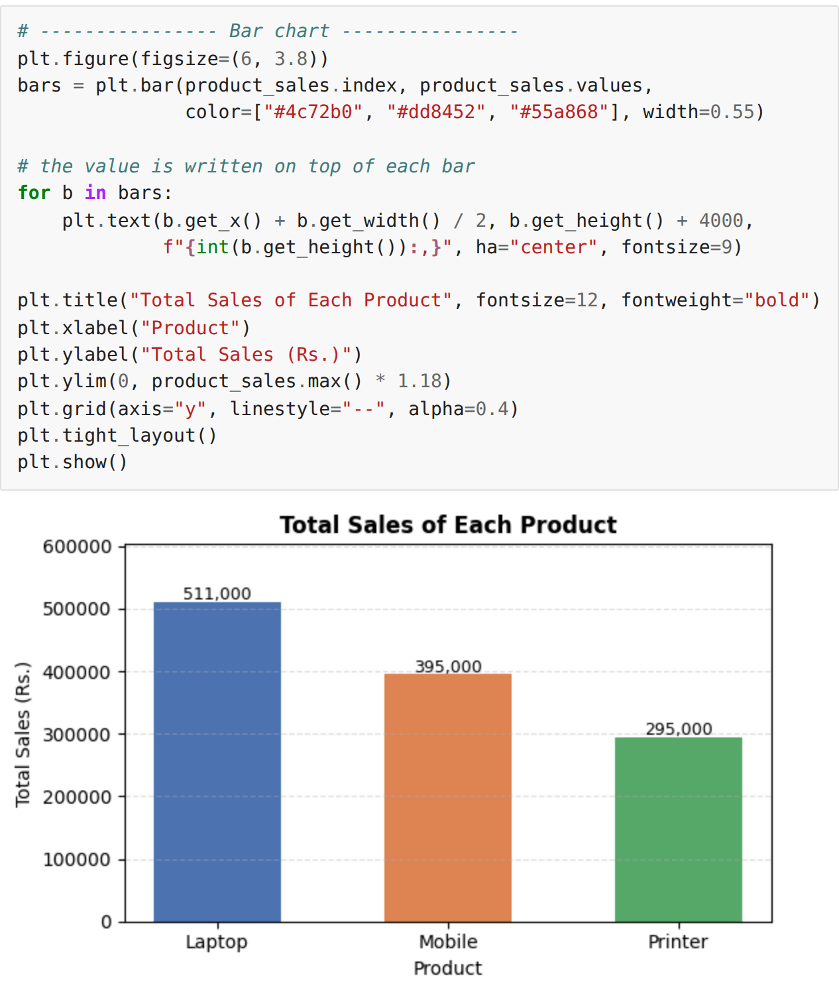 # ---------------- Bar chart ----------------
plt.figure(figsize=(6, 3.8))
bars = plt.bar(product_sales.index, product_sales.values,
               color=["#4c72b0", "#dd8452", "#55a868"], width=0.55)

# the value is written on top of each bar
for b in bars:
    plt.text(b.get_x() + b.get_width() / 2, b.get_height() + 4000,
             f"{int(b.get_height()):,}", ha="center", fontsize=9)

plt.title("Total Sales of Each Product", fontsize=12, fontweight="bold")
plt.xlabel("Product")
plt.ylabel("Total Sales (Rs.)")
plt.ylim(0, product_sales.max() * 1.18)
plt.grid(axis="y", linestyle="--", alpha=0.4)
plt.tight_layout()
plt.show()

Total Sales of Each Product
Total Sales (Rs.)
600000
500000
400000
300000
200000
100000
0
511,000
395,000
295,000
Laptop Mobile Printer
Product